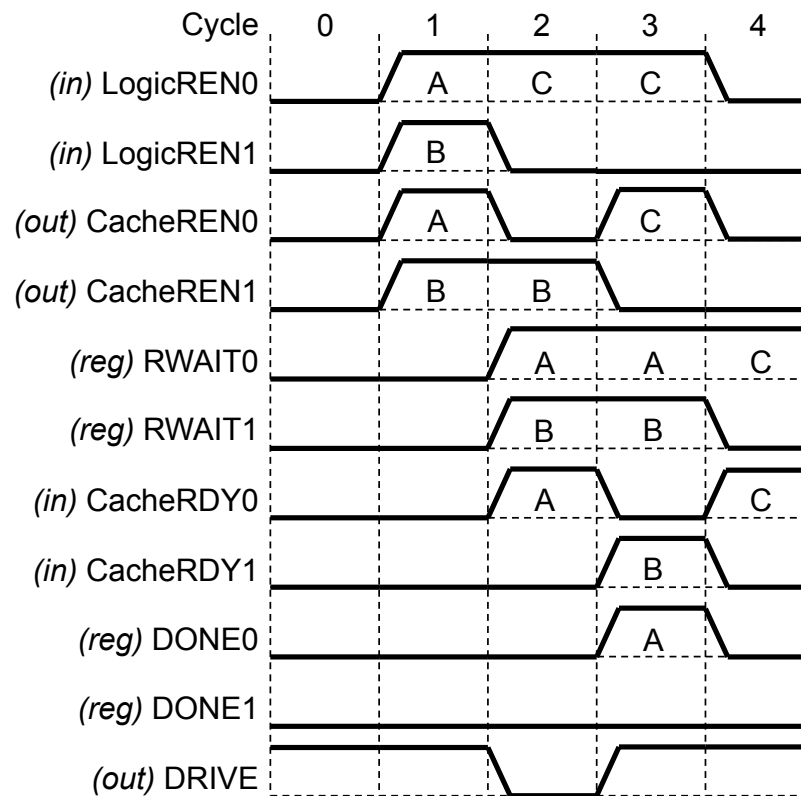 Cycle 0 1 2 3 4
(in) LogicREN0 A C C
(in) LogicREN1 B
(out) CacheREN0 A C
(out) CacheREN1 B B
(reg) RWAIT0 A A C
(reg) RWAIT1 B B
(in) CacheRDY0 A C
(in) CacheRDY1 B
(reg) DONE0 A
(reg) DONE1
(out) DRIVE